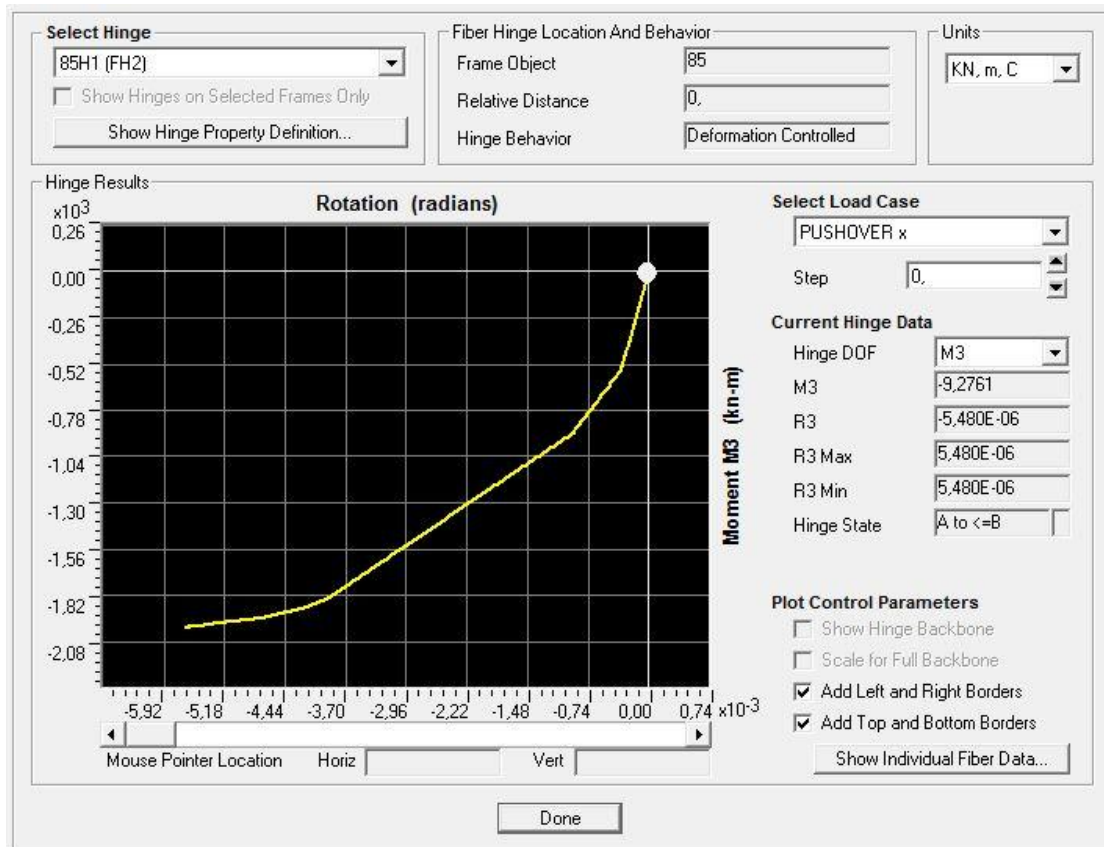 Select Hinge
85H1 (FH2)
Show Hinges on Selected Frames Only
Show Hinge Property Definition...
Fiber Hinge Location And Behavior
Frame Object 85
Relative Distance 0,
Hinge Behavior Deformation Controlled
Units
KN, m, C
Hinge Results
Rotation (radians)
x10³
0,26
0,00
-0,26
-0,52
-0,78
-1,04
-1,30
-1,56
-1,82
-2,08
-5,92 -5,18 -4,44 -3,70 -2,96 -2,22 -1,48 -0,74 0,00 0,74 x10⁻³
Moment M3 (kn-m)
Mouse Pointer Location Horiz Vert
Select Load Case
PUSHOVER x
Step 0,
Current Hinge Data
Hinge DOF M3
M3 -9,2761
R3 -5,480E-06
R3 Max 5,480E-06
R3 Min 5,480E-06
Hinge State A to <=B
Plot Control Parameters
Show Hinge Backbone
Scale for Full Backbone
Add Left and Right Borders
Add Top and Bottom Borders
Show Individual Fiber Data...
Done